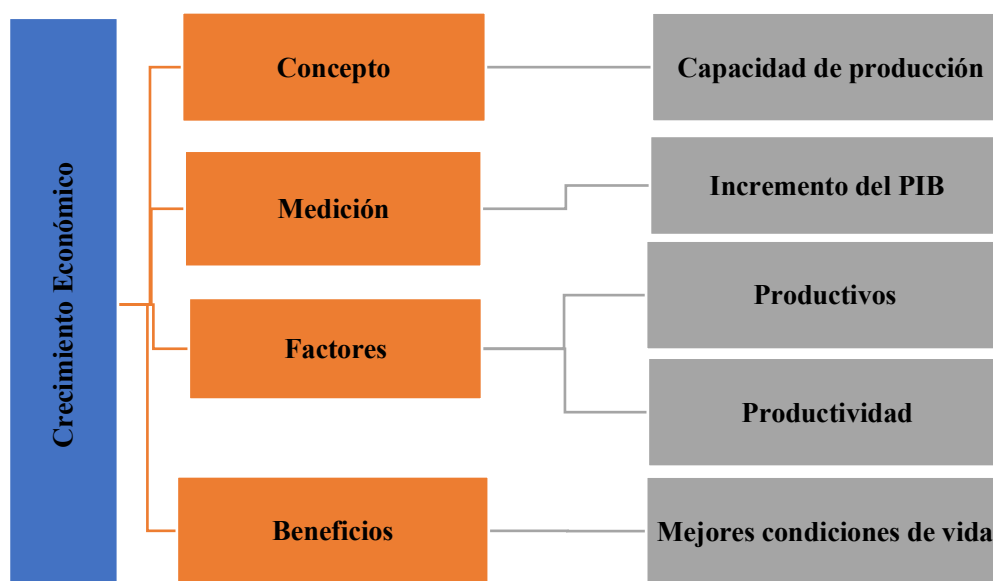 Crecimiento Económico
Concepto
Capacidad de producción
Medición
Incremento del PIB
Factores
Productivos
Productividad
Beneficios
Mejores condiciones de vida